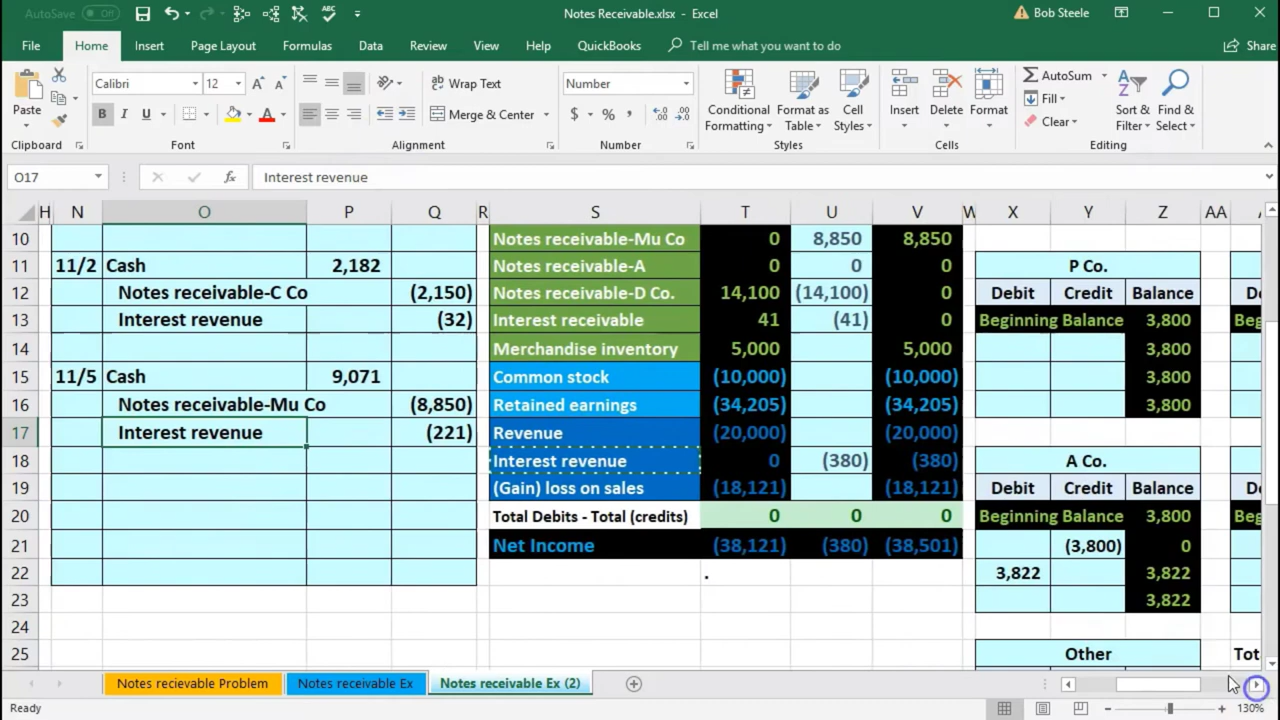 AutoSave Off Notes Receivable.xlsx - Excel Bob Steele
File Home Insert Page Layout Formulas Data Review View Help QuickBooks Tell me what you want to do Share
Calibri 12 Wrap Text Number AutoSum
Paste Merge & Center Conditional Formatting Format as Table Cell Styles Insert Delete Format Fill Sort & Filter Find & Select
B I U A $ % Clear
Clipboard Font Alignment Number Styles Cells Editing
O17 fx Interest revenue
H N O P Q R S T U V W X Y Z AA
10 Notes receivable-Mu Co 0 8,850 8,850
11 11/2 Cash 2,182 Notes receivable-A 0 0 0 P Co.
12 Notes receivable-C Co (2,150) Notes receivable-D Co. 14,100 (14,100) 0 Debit Credit Balance
13 Interest revenue (32) Interest receivable 41 (41) 0 Beginning Balance 3,800 Beg
14 Merchandise inventory 5,000 5,000 3,800
15 11/5 Cash 9,071 Common stock (10,000) (10,000) 3,800
16 Notes receivable-Mu Co (8,850) Retained earnings (34,205) (34,205) 3,800
17 Interest revenue (221) Revenue (20,000) (20,000)
18 Interest revenue 0 (380) (380) A Co.
19 (Gain) loss on sales (18,121) (18,121) Debit Credit Balance
20 Total Debits - Total (credits) 0 0 0 Beginning Balance 3,800 Beg
21 Net Income (38,121) (380) (38,501) (3,800) 0
22 . 3,822 3,822
23 3,822
24
25 Other Tot
Notes recievable Problem Notes receivable Ex Notes receivable Ex (2)
Ready 130%